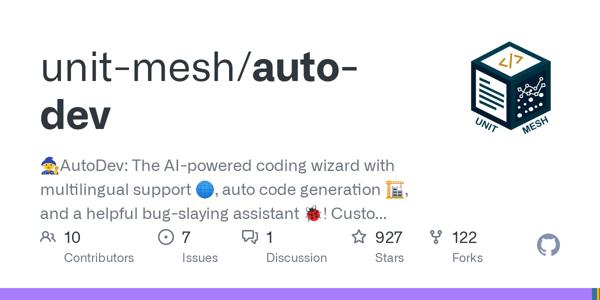 unit-mesh/auto-
dev
🧙AutoDev: The AI-powered coding wizard with
multilingual support 🌐, auto code generation 🏗️,
and a helpful bug-slaying assistant 🐞! Custo...
10 7 1 927 122
Contributors Issues Discussion Stars Forks
</>
UNIT MESH